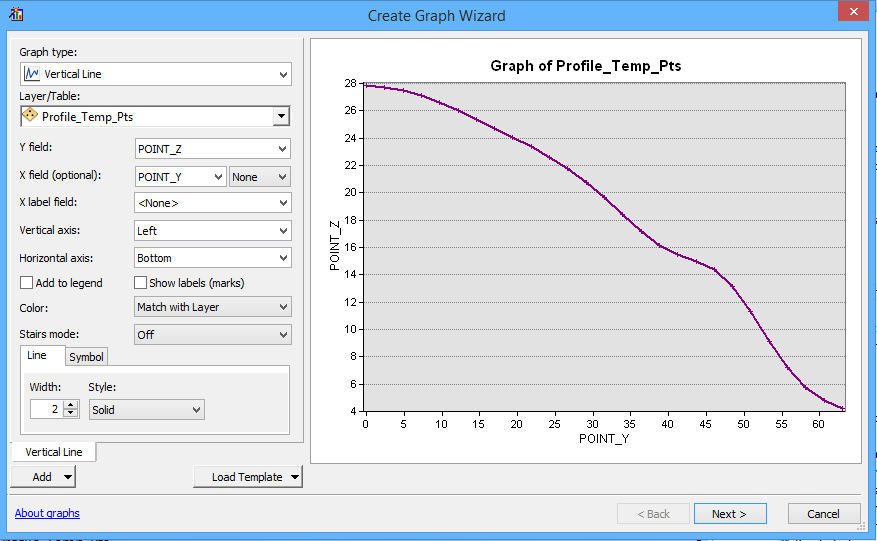 Create Graph Wizard
Graph type:
Vertical Line
Layer/Table:
Profile_Temp_Pts
Y field:
POINT_Z
X field (optional):
POINT_Y
None
X label field:
<None>
Vertical axis:
Left
Horizontal axis:
Bottom
Add to legend
Show labels (marks)
Color:
Match with Layer
Stairs mode:
Off
Line
Symbol
Width:
Style:
2
Solid
Vertical Line
Add
Load Template
Graph of Profile_Temp_Pts
28
26
24
22
20
18
16
14
12
10
8
6
4
POINT_Z
0 5 10 15 20 25 30 35 40 45 50 55 60
POINT_Y
About graphs
< Back
Next >
Cancel